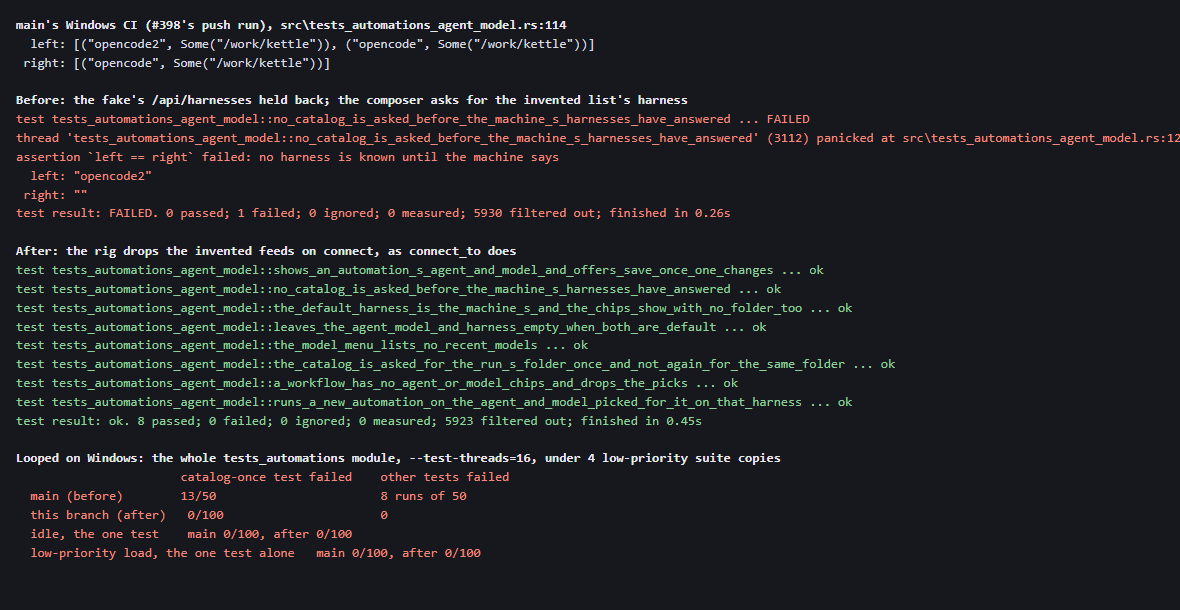 main's Windows CI (#398's push run), src\tests_automations_agent_model.rs:114
left: [("opencode2", Some("/work/kettle")), ("opencode", Some("/work/kettle"))]
right: [("opencode", Some("/work/kettle"))]
Before: the fake's /api/harnesses held back; the composer asks for the invented list's harness
test tests_automations_agent_model::no_catalog_is_asked_before_the_machine_s_harnesses_have_answered ... FAILED
thread 'tests_automations_agent_model::no_catalog_is_asked_before_the_machine_s_harnesses_have_answered' (3112) panicked at src\tests_automations_agent_model.rs:12
assertion `left == right` failed: no harness is known until the machine says
left: "opencode2"
right: ""
test result: FAILED. 0 passed; 1 failed; 0 ignored; 0 measured; 5930 filtered out; finished in 0.26s
After: the rig drops the invented feeds on connect, as connect_to does
test tests_automations_agent_model::shows_an_automation_s_agent_and_model_and_offers_save_once_one_changes ... ok
test tests_automations_agent_model::no_catalog_is_asked_before_the_machine_s_harnesses_have_answered ... ok
test tests_automations_agent_model::the_default_harness_is_the_machine_s_and_the_chips_show_with_no_folder_too ... ok
test tests_automations_agent_model::leaves_the_agent_model_and_harness_empty_when_both_are_default ... ok
test tests_automations_agent_model::the_model_menu_lists_no_recent_models ... ok
test tests_automations_agent_model::the_catalog_is_asked_for_the_run_s_folder_once_and_not_again_for_the_same_folder ... ok
test tests_automations_agent_model::a_workflow_has_no_agent_or_model_chips_and_drops_the_picks ... ok
test tests_automations_agent_model::runs_a_new_automation_on_the_agent_and_model_picked_for_it_on_that_harness ... ok
test result: ok. 8 passed; 0 failed; 0 ignored; 0 measured; 5923 filtered out; finished in 0.45s
Looped on Windows: the whole tests_automations module, --test-threads=16, under 4 low-priority suite copies
catalog-once test failed other tests failed
main (before) 13/50 8 runs of 50
this branch (after) 0/100 0
idle, the one test main 0/100, after 0/100
low-priority load, the one test alone main 0/100, after 0/100